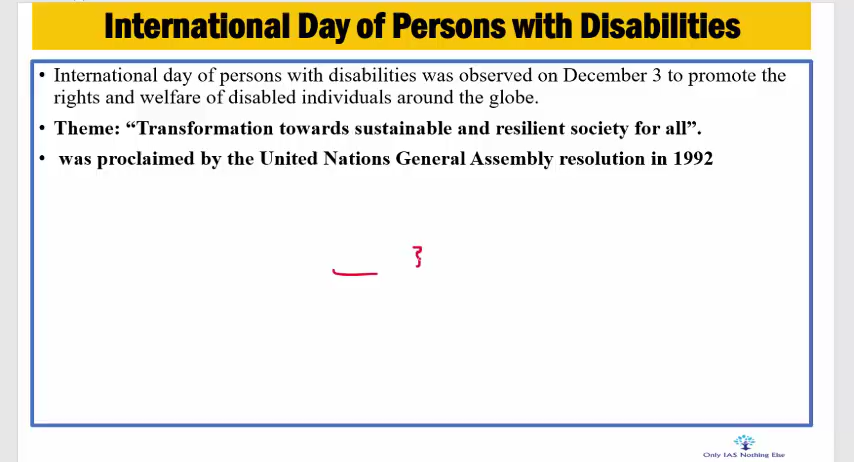 International Day of Persons with Disabilities
• International day of persons with disabilities was observed on December 3 to promote the
rights and welfare of disabled individuals around the globe.
• Theme: “Transformation towards sustainable and resilient society for all”.
• was proclaimed by the United Nations General Assembly resolution in 1992
3
Only IAS Nothing Else